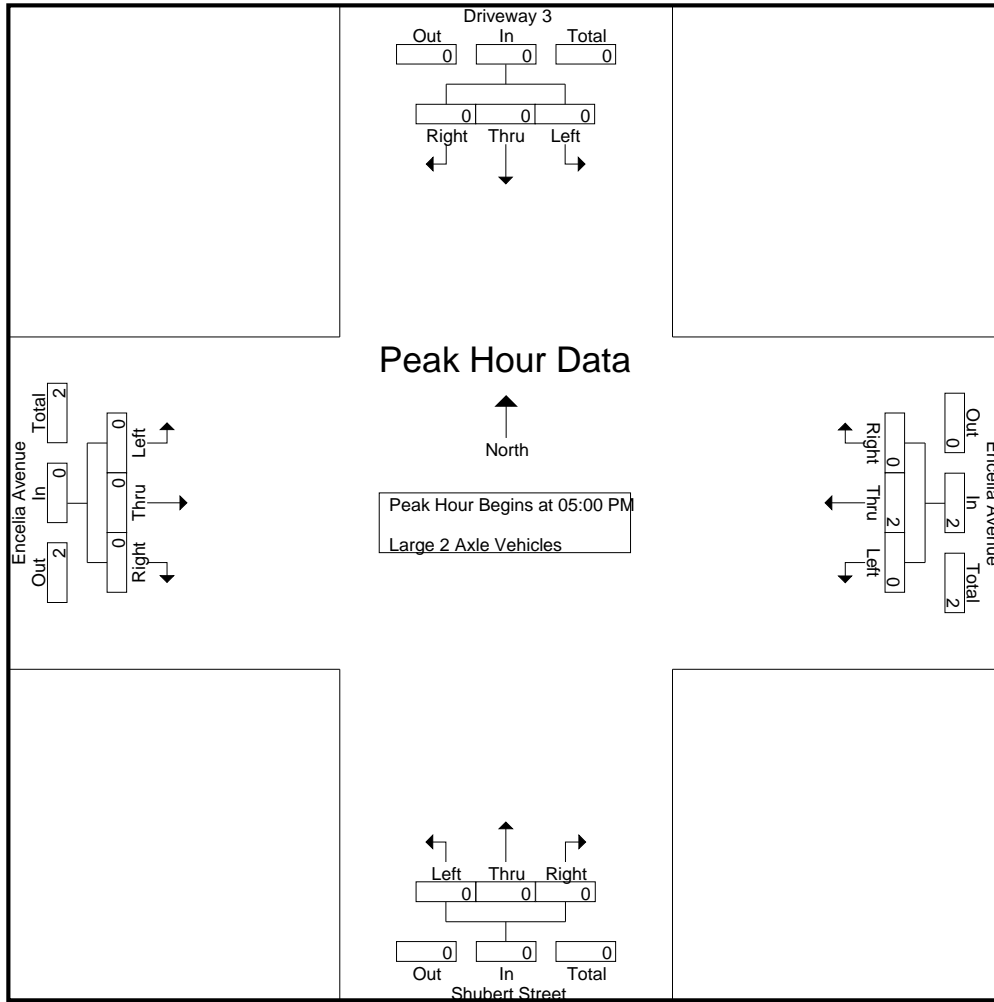 Driveway 3
Out In Total
0 0 0
0 0 0
Right Thru Left
Peak Hour Data
North
Peak Hour Begins at 05:00 PM
Large 2 Axle Vehicles
Encelia Avenue
Out In Total
2 0 2
Right Thru Left
0 0 0
Encelia Avenue
Out In Total
0 2 2
Right Thru Left
0 2 0
Left Thru Right
0 0 0
0 0 0
Out In Total
Shubert Street